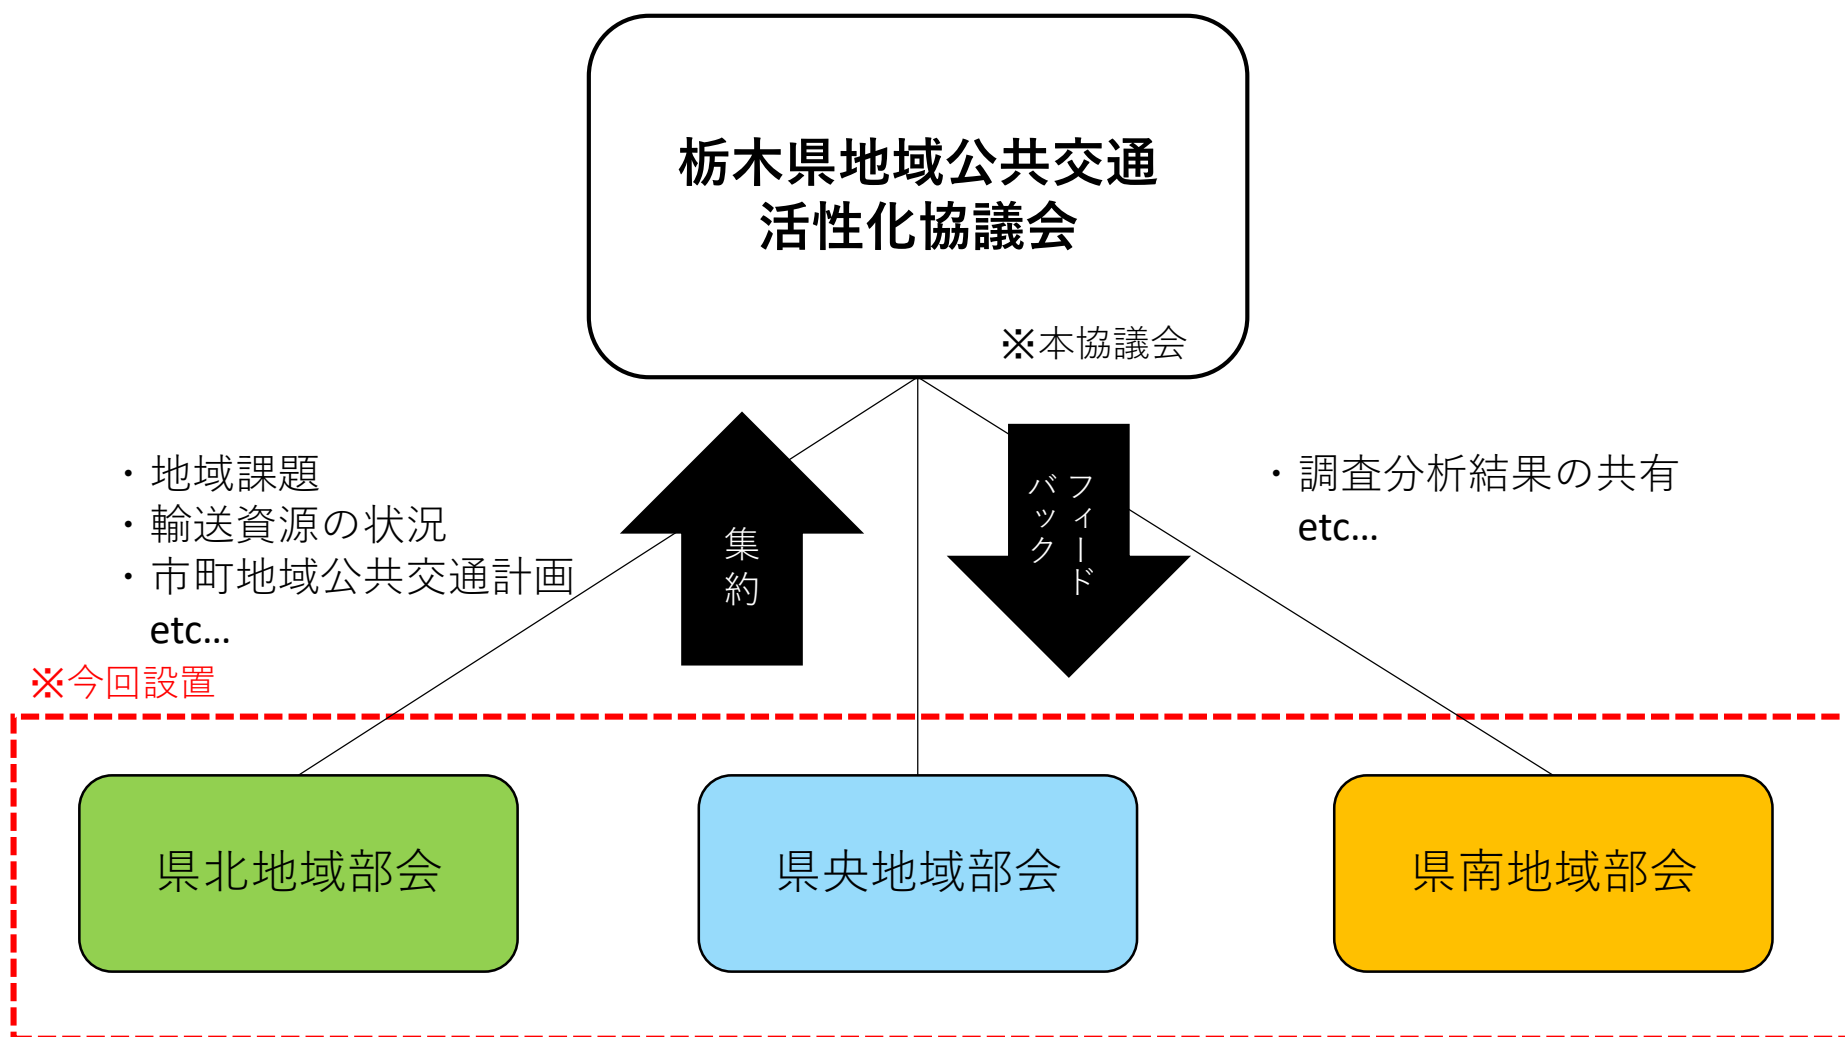 栃木県地域公共交通
活性化協議会
※本協議会
・地域課題
・輸送資源の状況
・市町地域公共交通計画
etc…
集約
フィード
バック
・調査分析結果の共有
etc…
※今回設置
県北地域部会
県央地域部会
県南地域部会